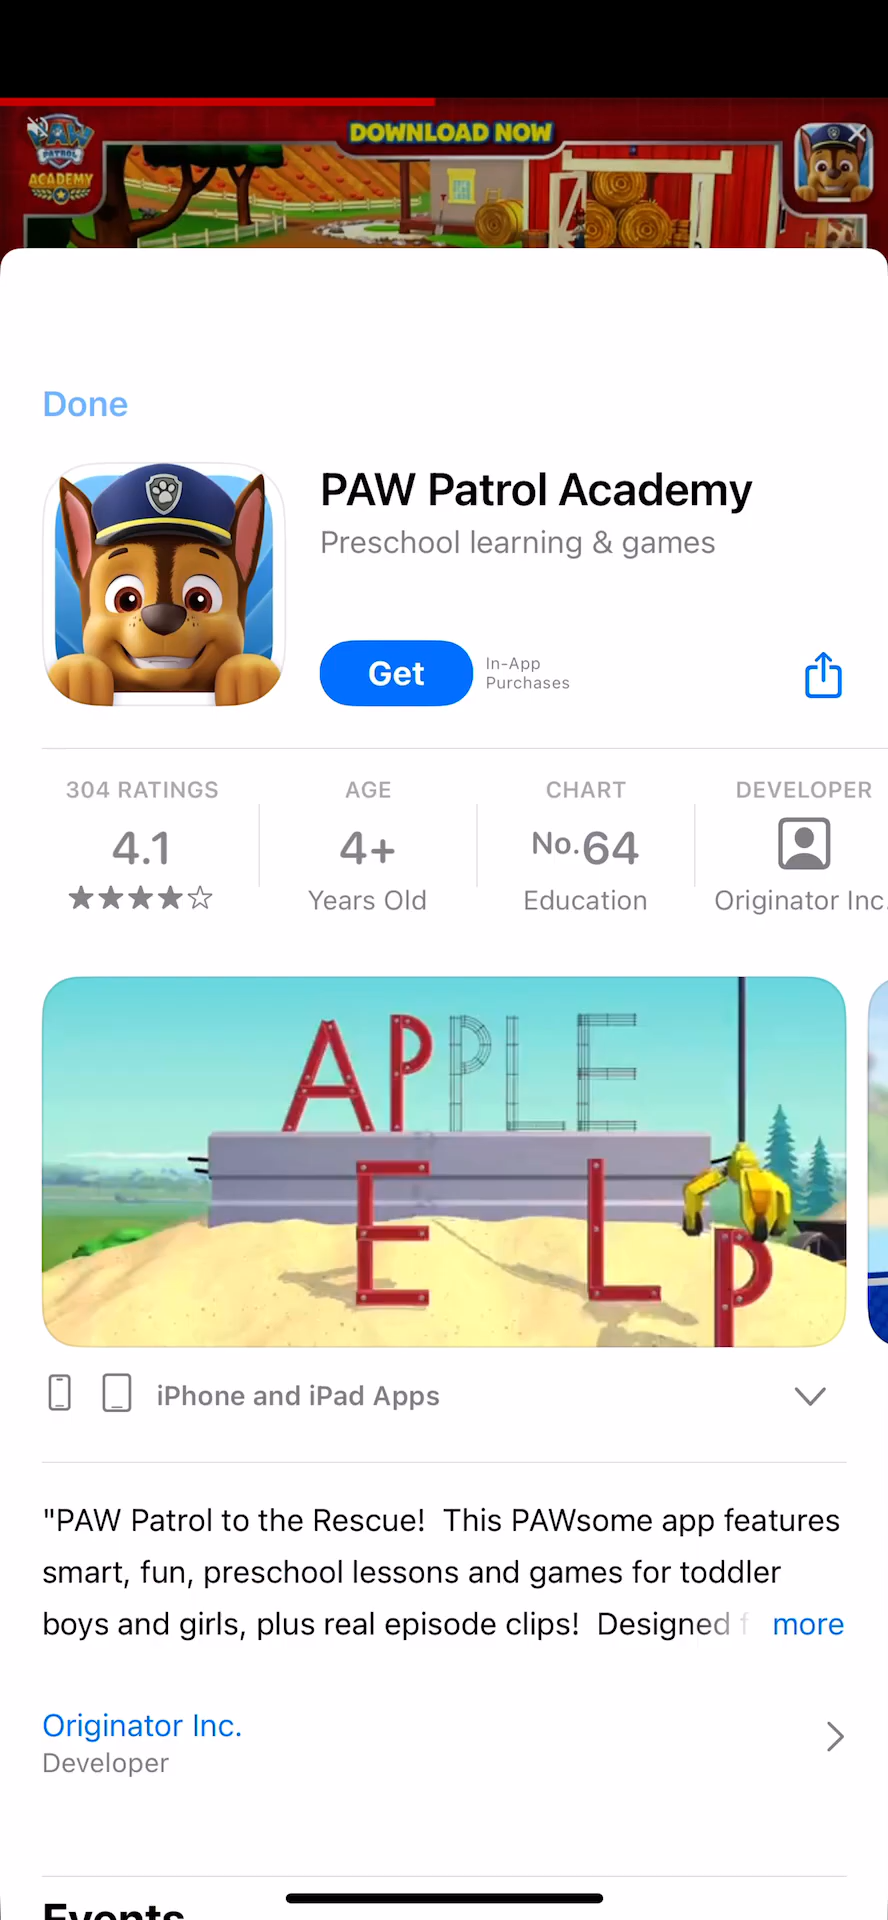 PAW
PATROL
ACADEMY
DOWNLOAD NOW
Done
PAW Patrol Academy
Preschool learning & games
Get
In-App
Purchases
304 RATINGS
AGE
CHART
DEVELOPER
4.1
4+
No.64
Years Old
Education
Originator Inc.
APPLE
E L P
iPhone and iPad Apps
"PAW Patrol to the Rescue!  This PAWsome app features
smart, fun, preschool lessons and games for toddler
boys and girls, plus real episode clips!  Designed f more
Originator Inc.
Developer
Events